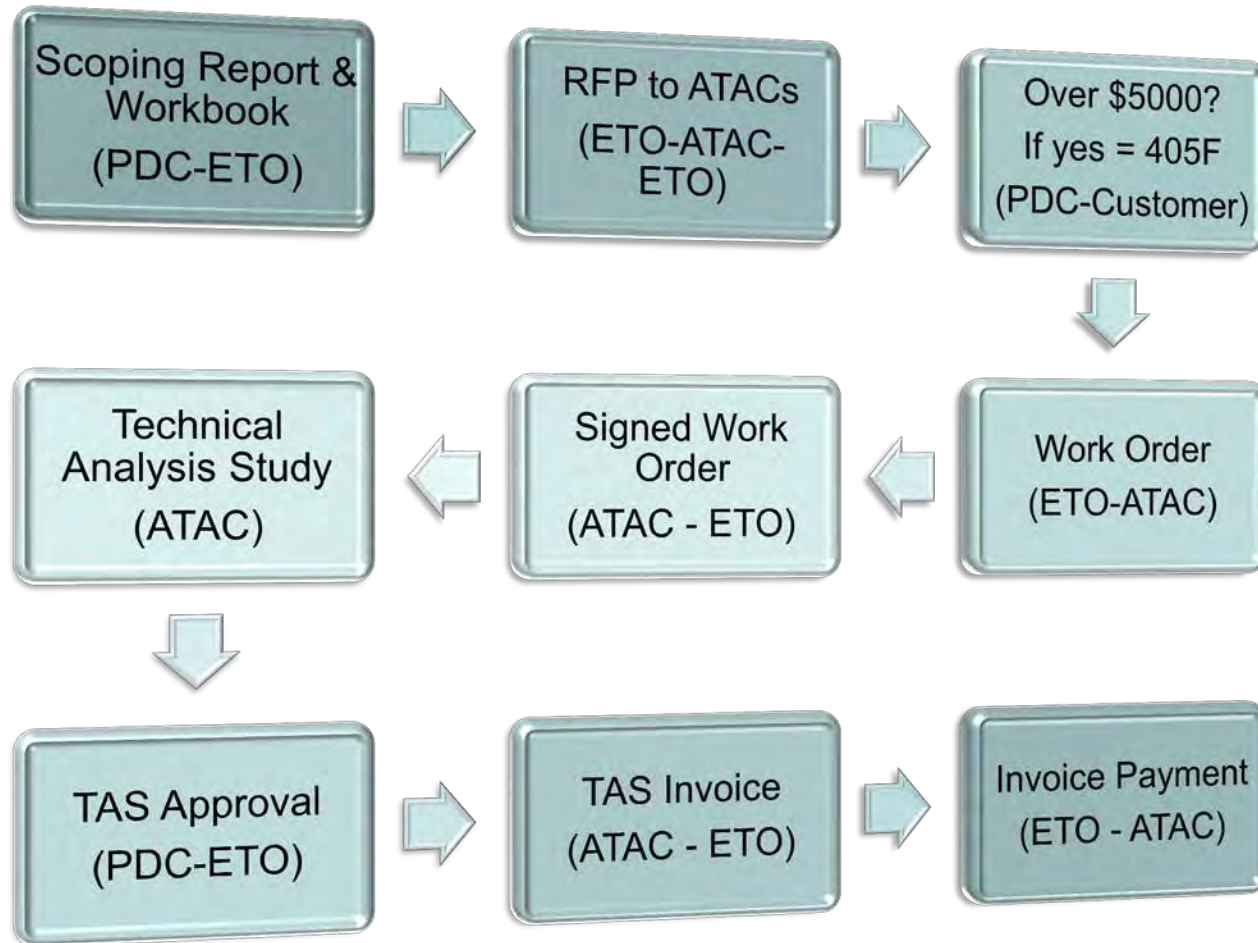 Scoping Report &
Workbook
(PDC-ETO)
RFP to ATACs
(ETO-ATAC-
ETO)
Over $5000?
If yes = 405F
(PDC-Customer)
Work Order
(ETO-ATAC)
Signed Work
Order
(ATAC - ETO)
Technical
Analysis Study
(ATAC)
TAS Approval
(PDC-ETO)
TAS Invoice
(ATAC - ETO)
Invoice Payment
(ETO - ATAC)